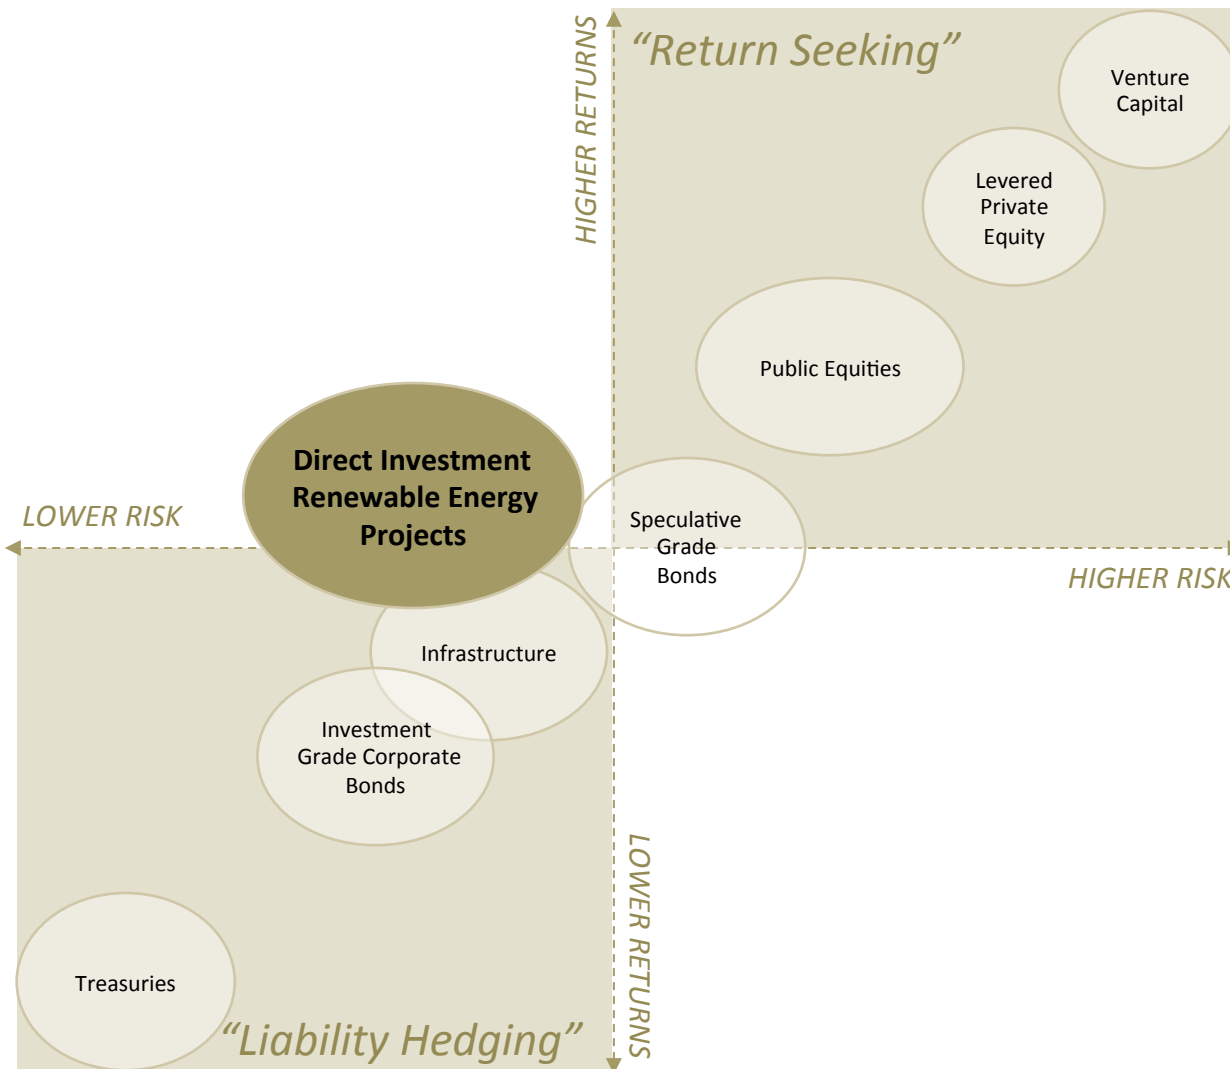 “Return Seeking”
HIGHER RETURNS
Venture
Capital
Levered
Private
Equity
Public Equities
Direct Investment
Renewable Energy
Projects
LOWER RISK
Speculative
Grade
Bonds
HIGHER RISK
Infrastructure
Investment
Grade Corporate
Bonds
LOWER RETURNS
Treasuries
“Liability Hedging”